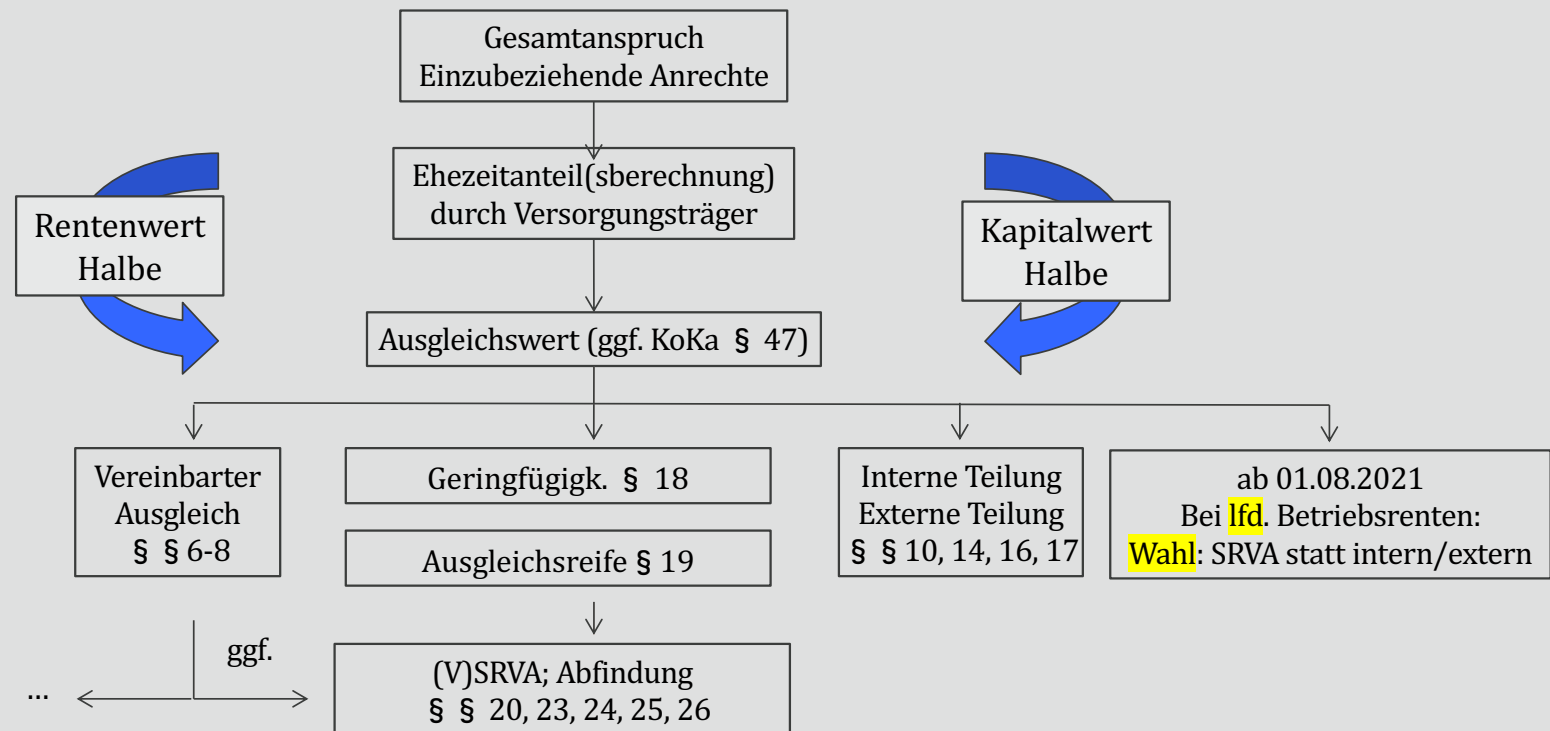 Gesamtanspruch
Einzubeziehende Anrechte
Ehezeitanteil(sberechnung)
durch Versorgungsträger
Rentenwert
Halbe
Kapitalwert
Halbe
Ausgleichswert (ggf. KoKa § 47)
Vereinbarter
Ausgleich
§ § 6-8
Geringfügigk. § 18
Ausgleichsreife § 19
Interne Teilung
Externe Teilung
§ § 10, 14, 16, 17
ab 01.08.2021
Bei lfd. Betriebsrenten:
Wahl: SRVA statt intern/extern
ggf.
...
(V)SRVA; Abfindung
§ § 20, 23, 24, 25, 26